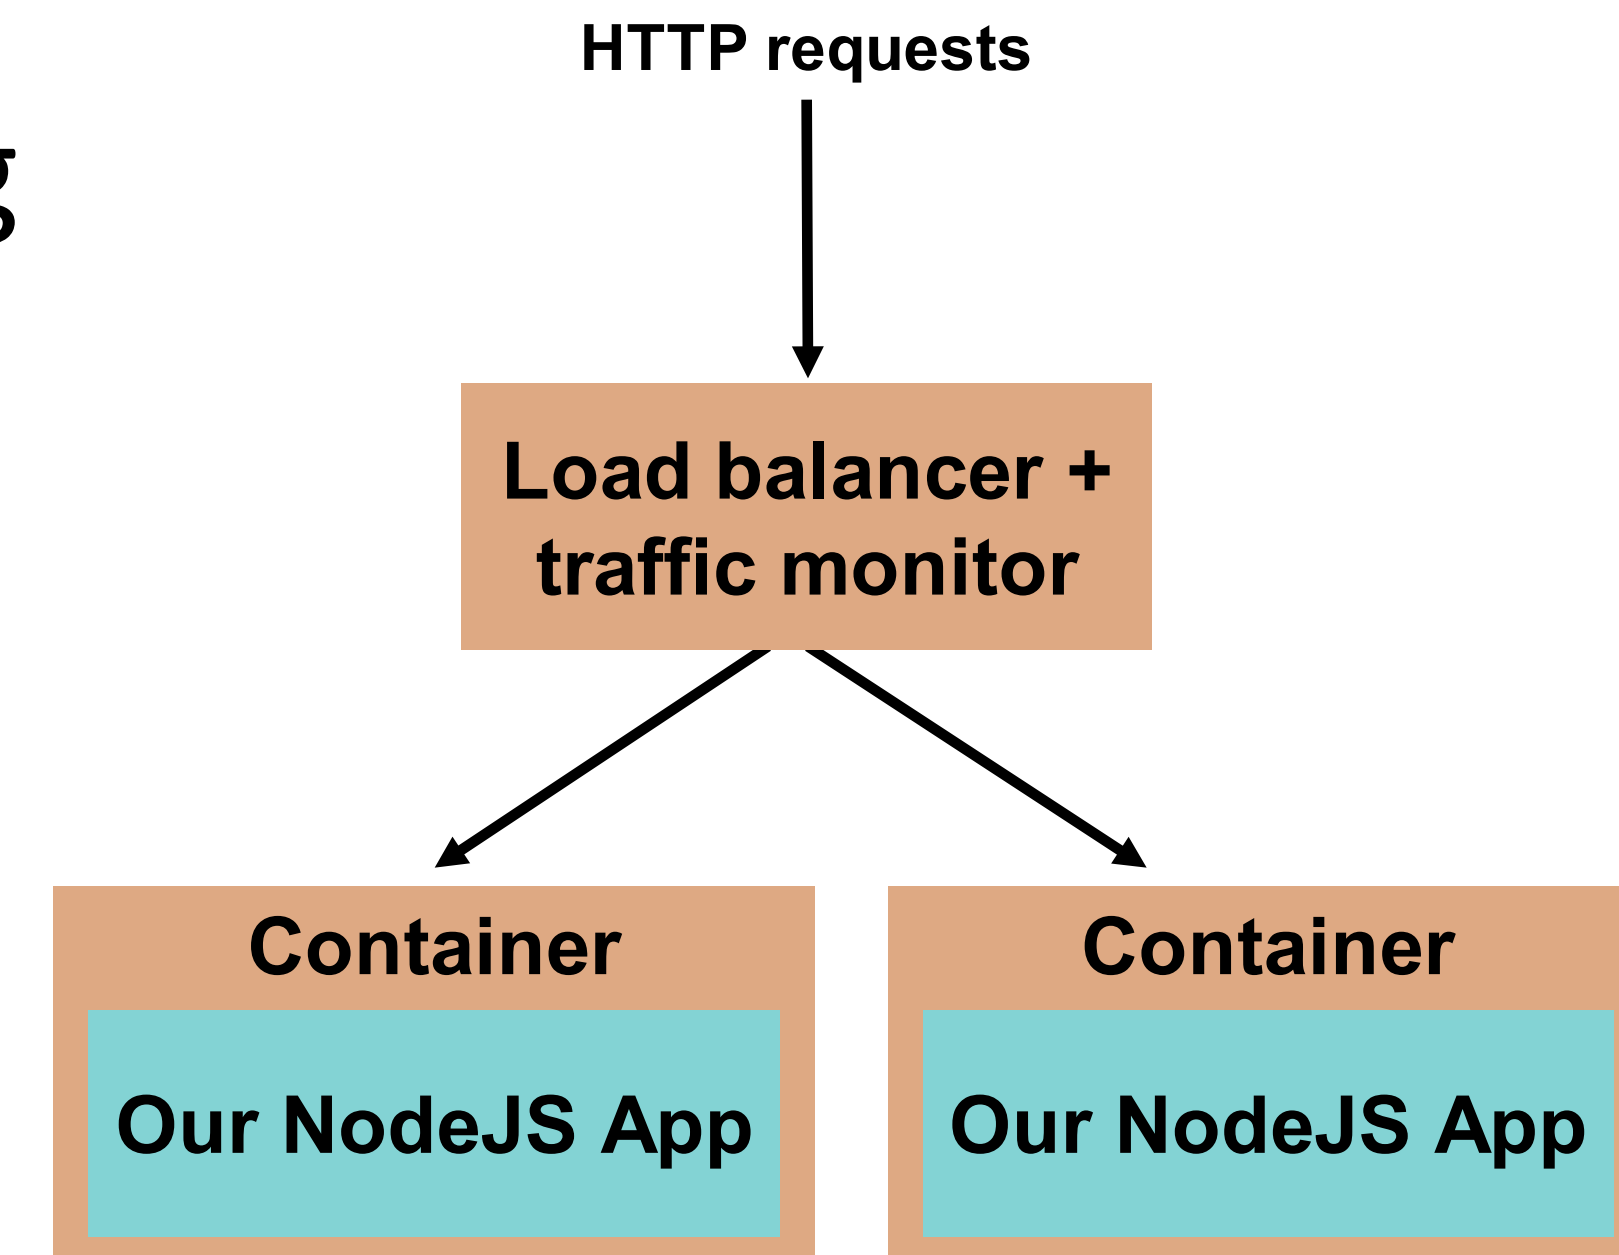 HTTP requests
g
Load balancer +
traffic monitor
Container
Our NodeJS App
Container
Our NodeJS App